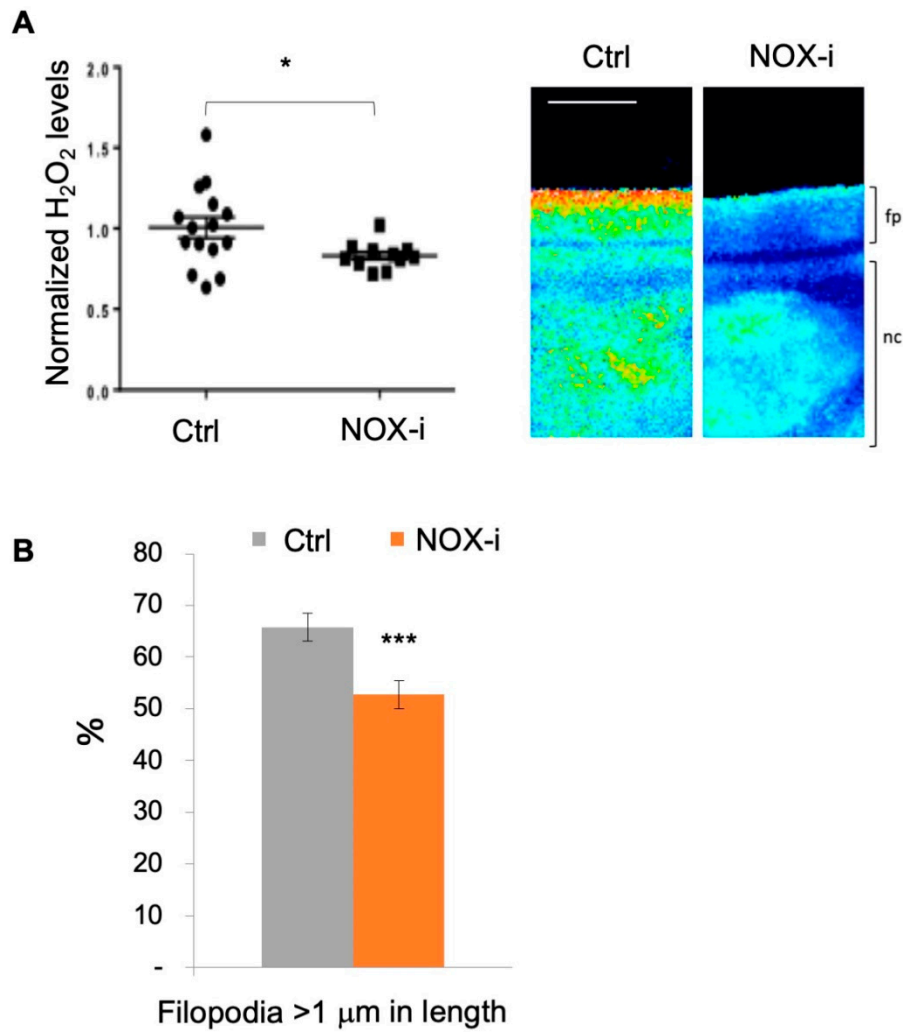 A
Normalized H₂O₂ levels
2.0
1.5
1.0
0.5
0.0
*
Ctrl
NOX-i
Ctrl
NOX-i
fp
nc
B
Ctrl
NOX-i
%
80
70
60
50
40
30
20
10
-
***
Filopodia >1 μm in length